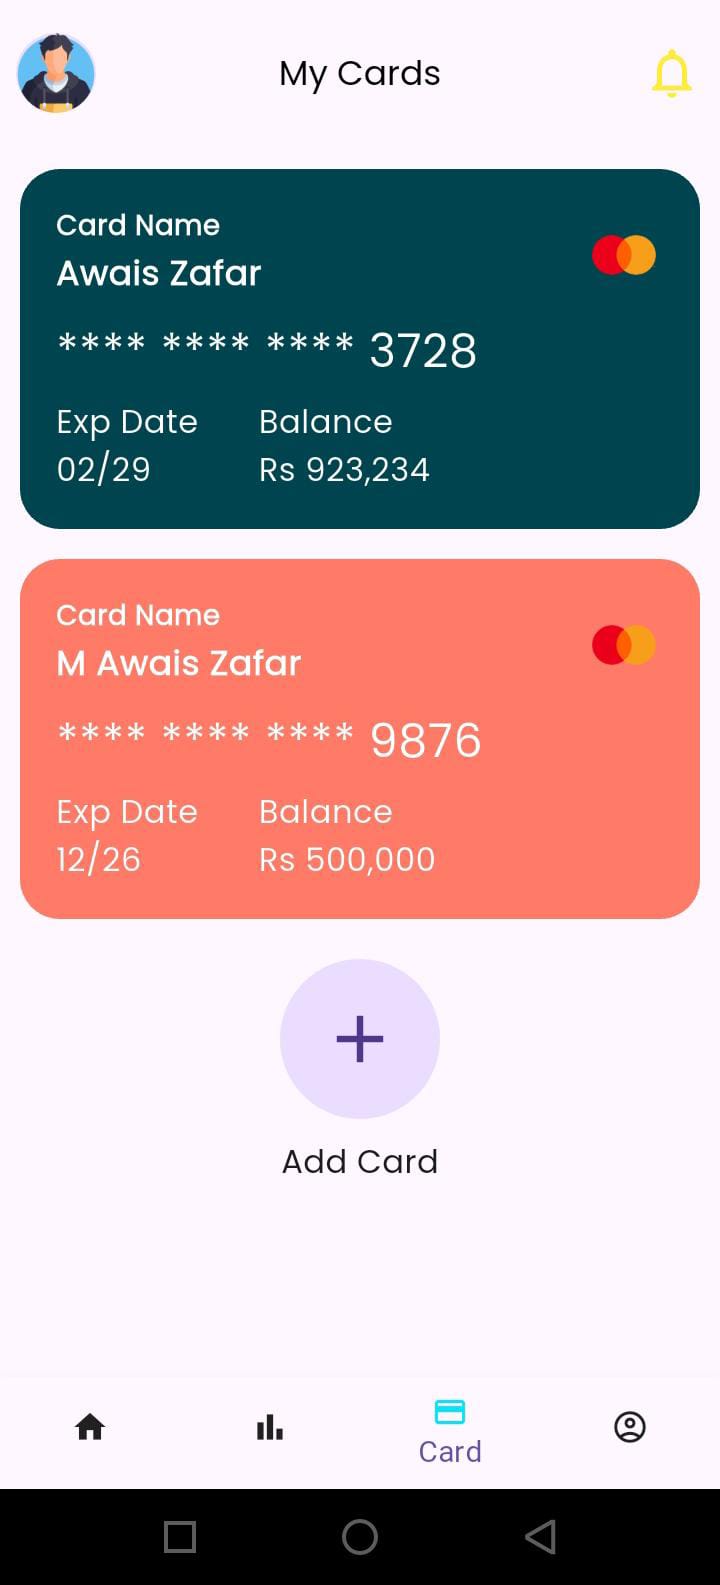 My Cards
Card Name
Awais Zafar
**** **** **** 3728
Exp Date Balance
02/29 Rs 923,234
Card Name
M Awais Zafar
**** **** **** 9876
Exp Date Balance
12/26 Rs 500,000
Add Card
Card